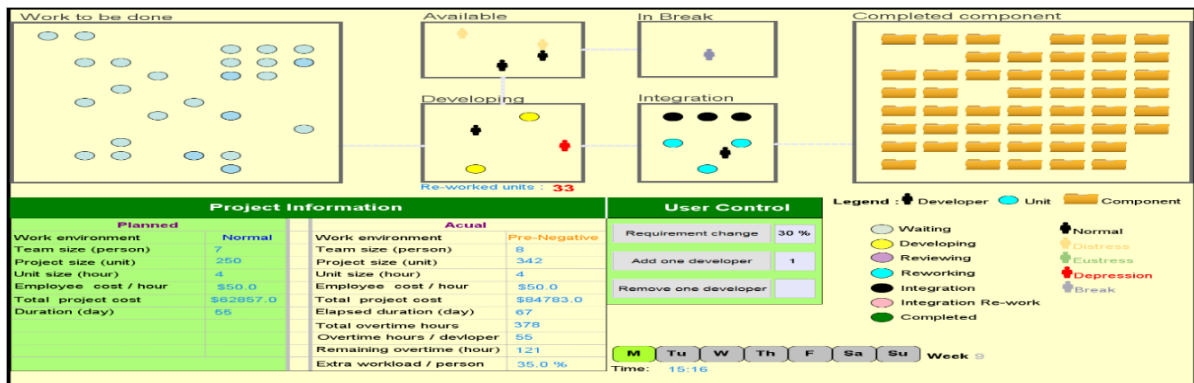 Work to be done
Available
In Break
Completed component
Developing
Integration
Re-worked units : 33
Project Information
Planned
Work environment Normal
Team size (person) 7
Project size (unit) 250
Unit size (hour) 4
Employee cost / hour $50.0
Total project cost $62857.0
Duration (day) 55
Acual
Work environment Pre-Negative
Team size (person) 8
Project size (unit) 342
Unit size (hour) 4
Employee cost / hour $50.0
Total project cost $84783.0
Elapsed duration (day) 67
Total overtime hours 378
Overtime hours / devloper 55
Remaining overtime (hour) 121
Extra workload / person 35.0 %
User Control
Requirement change 30 %
Add one developer 1
Remove one developer
Legend : Developer Unit Component
Waiting
Developing
Reviewing
Reworking
Integration
Integration Re-work
Completed
Normal
Distress
Eustress
Depression
Break
M Tu W Th F Sa Su Week 9
Time: 15:16